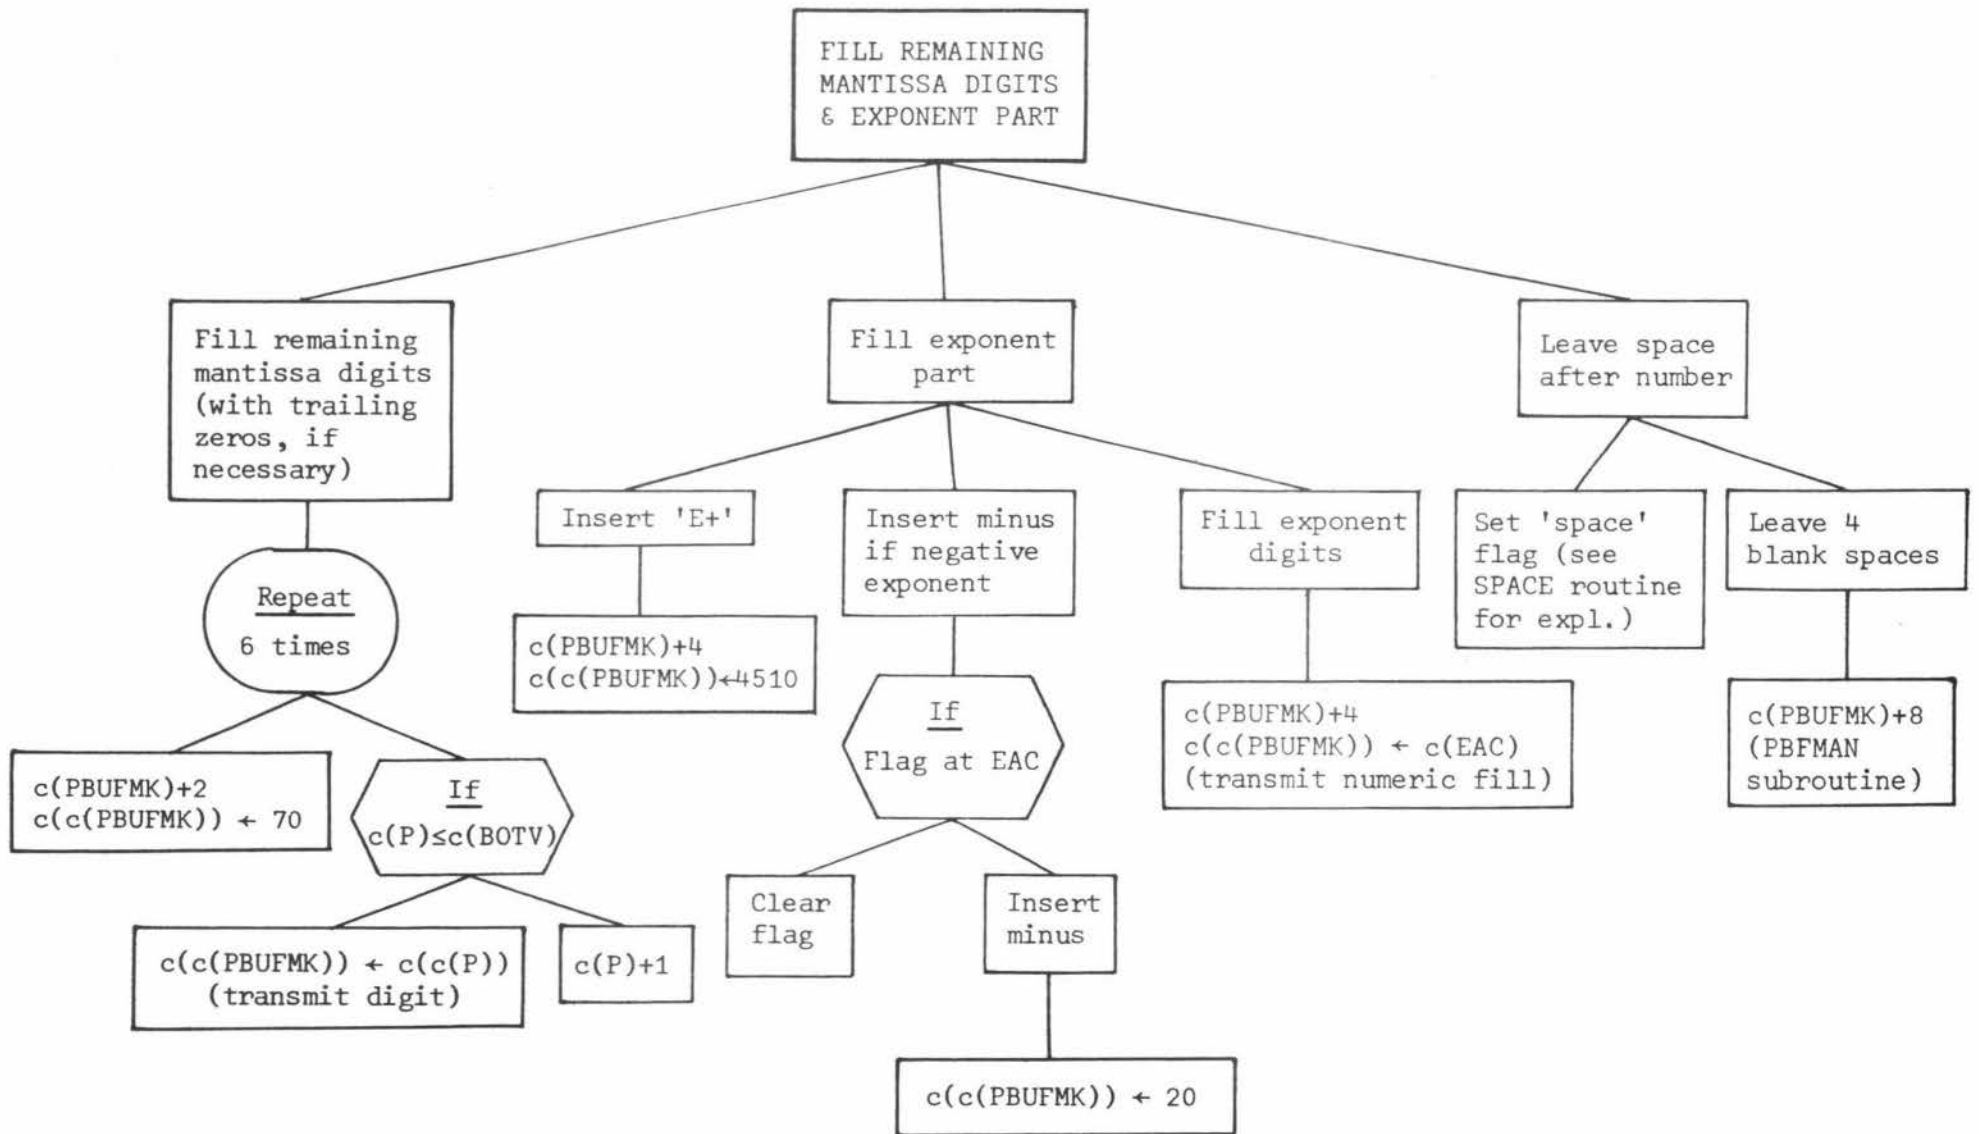 FILL REMAINING
MANTISSA DIGITS
& EXPONENT PART
Fill remaining
mantissa digits
(with trailing
zeros, if
necessary)
Fill exponent
part
Leave space
after number
Repeat
6 times
Insert 'E+'
Insert minus
if negative
exponent
Fill exponent
digits
Set 'space'
flag (see
SPACE routine
for expl.)
Leave 4
blank spaces
c(PBUFMK)+4
c(c(PBUFMK))←4510
If
Flag at EAC
c(PBUFMK)+4
c(c(PBUFMK)) ← c(EAC)
(transmit numeric fill)
c(PBUFMK)+8
(PBFMAN
subroutine)
c(PBUFMK)+2
c(c(PBUFMK)) ← 70
If
c(P)≤c(BOTV)
Clear
flag
Insert
minus
c(c(PBUFMK)) ← c(c(P))
(transmit digit)
c(P)+1
c(c(PBUFMK)) ← 20